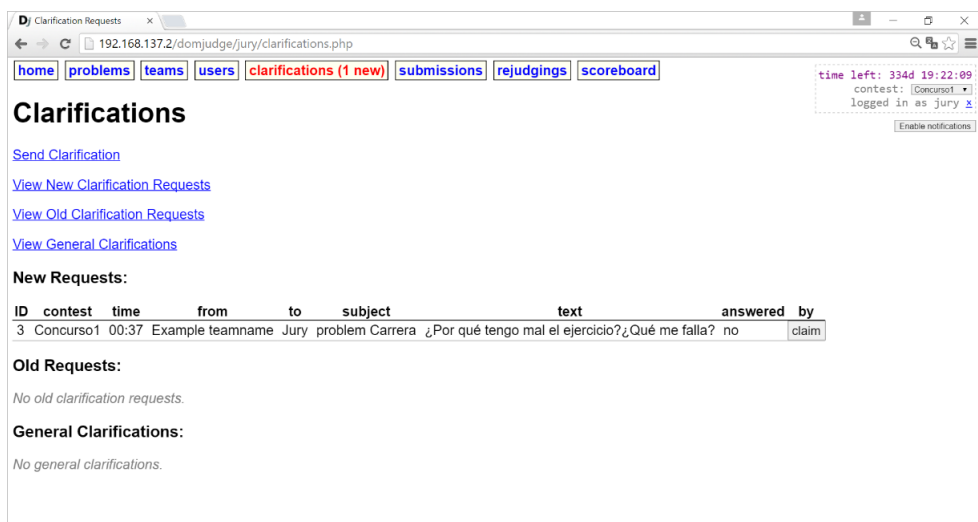 DJ Clarification Requests
192.168.137.2/domjudge/jury/clarifications.php
home problems teams users clarifications (1 new) submissions rejudgings scoreboard
time left: 334d 19:22:09
contest: Concurso1
logged in as jury x
Enable notifications
Clarifications
Send Clarification
View New Clarification Requests
View Old Clarification Requests
View General Clarifications
New Requests:
ID contest time from to subject text answered by
3 Concurso1 00:37 Example teamname Jury problem Carrera ¿Por qué tengo mal el ejercicio?¿Qué me falla? no claim
Old Requests:
No old clarification requests.
General Clarifications:
No general clarifications.